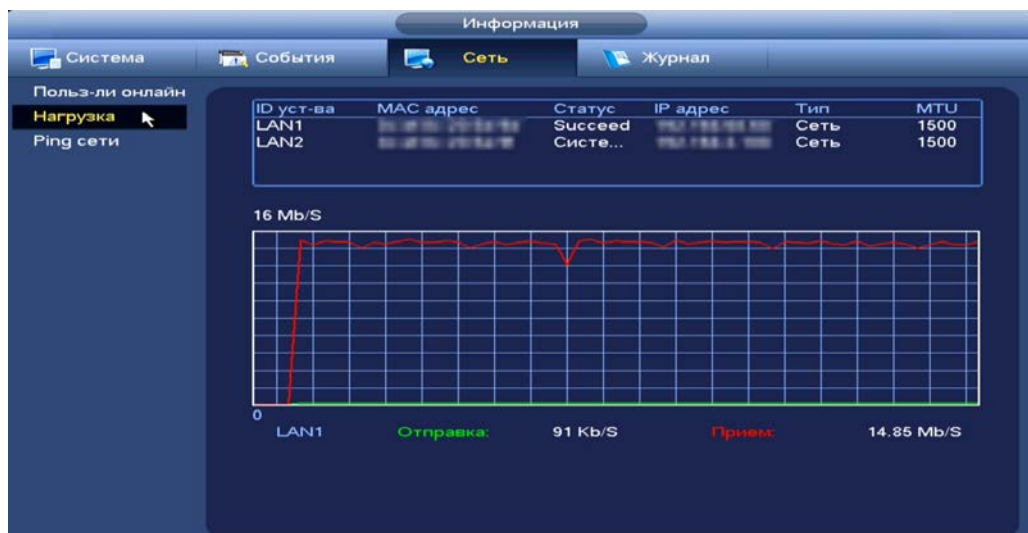 Информация
Система События Сеть Журнал
Польз-ли онлайн
Нагрузка
Ping сети
ID уст-ва MAC адрес Статус IP адрес Тип MTU
LAN1 Succeed Сеть 1500
LAN2 Систе... Сеть 1500
16 Mb/S
0
LAN1 Отправка: 91 Kb/S Прием: 14.85 Mb/S